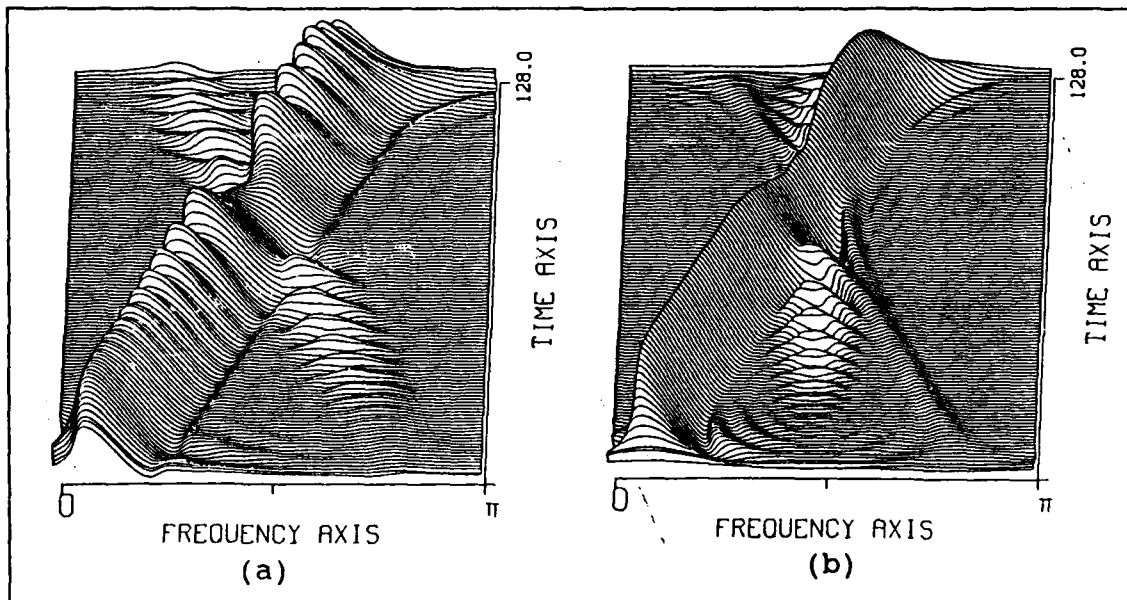 128.0
TIME AXIS
0
π
FREQUENCY AXIS
(a)
128.0
TIME AXIS
0
π
FREQUENCY AXIS
(b)